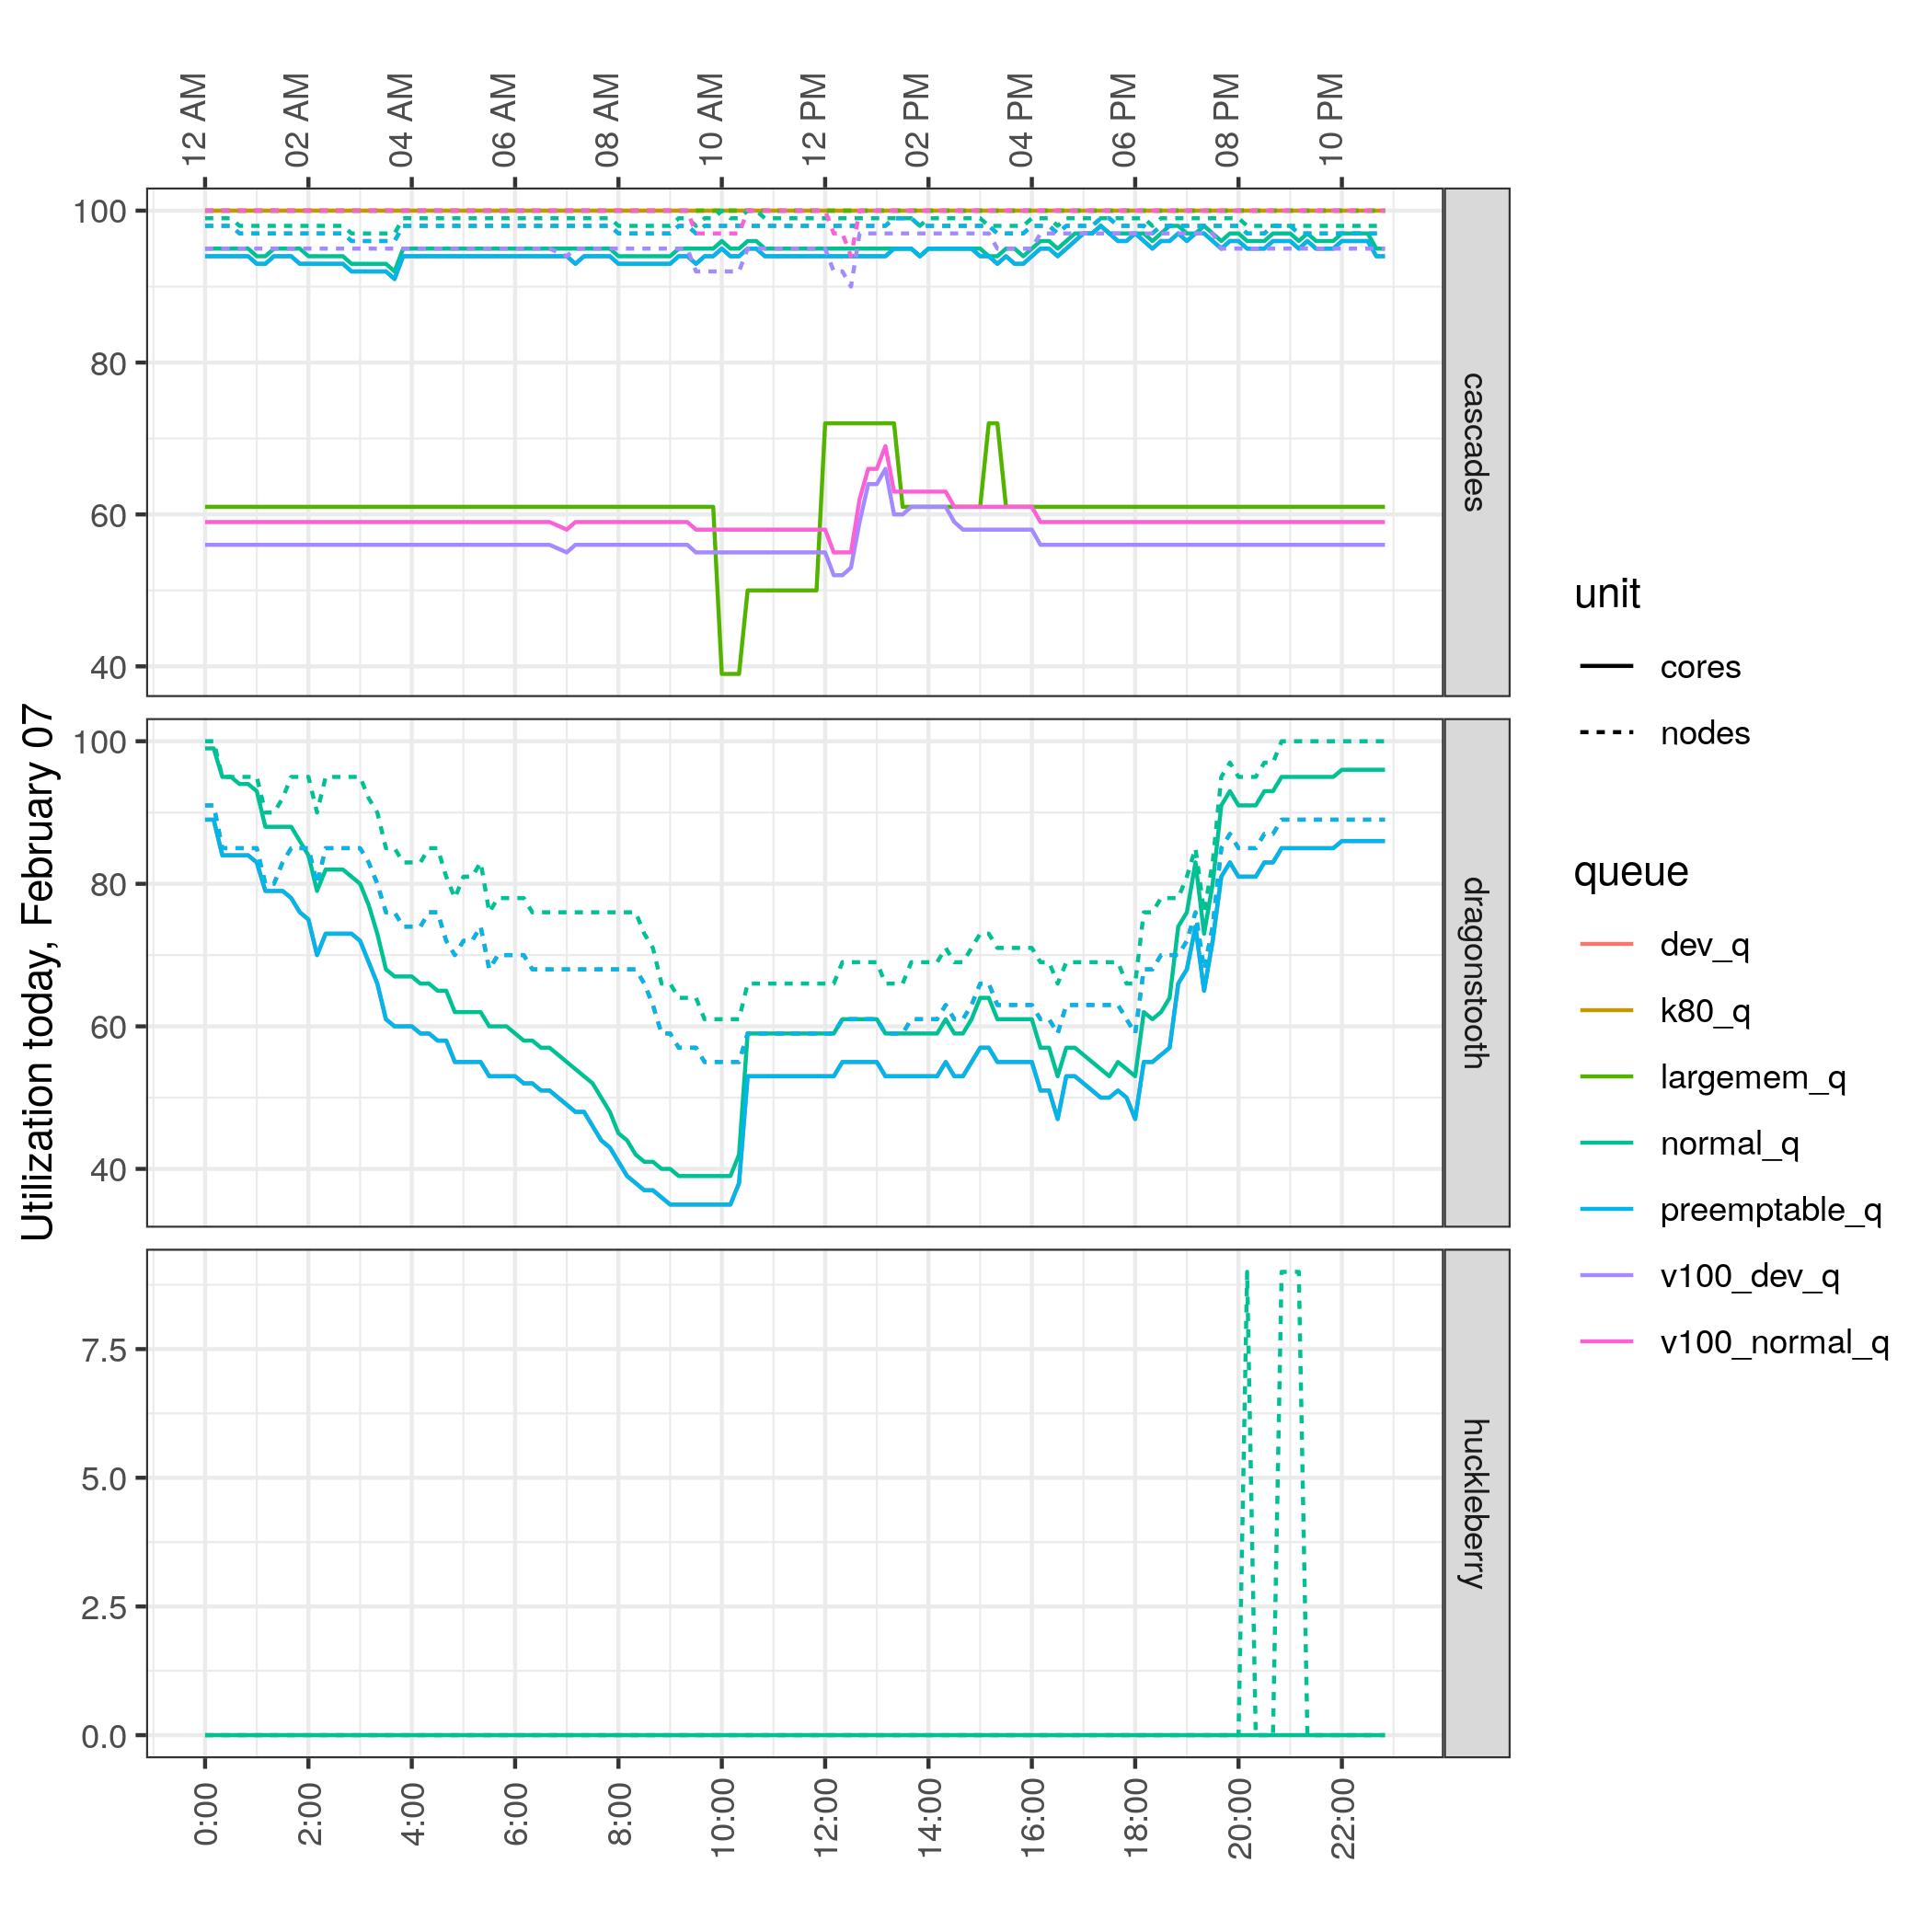 12 AM
02 AM
04 AM
06 AM
08 AM
10 AM
12 PM
02 PM
04 PM
06 PM
08 PM
10 PM
Utilization today, February 07
100
80
60
40
cascades
100
80
60
40
dragonstooth
7.5
5.0
2.5
0.0
huckleberry
0:00
2:00
4:00
6:00
8:00
10:00
12:00
14:00
16:00
18:00
20:00
22:00
unit
cores
nodes
queue
dev_q
k80_q
largemem_q
normal_q
preemptable_q
v100_dev_q
v100_normal_q